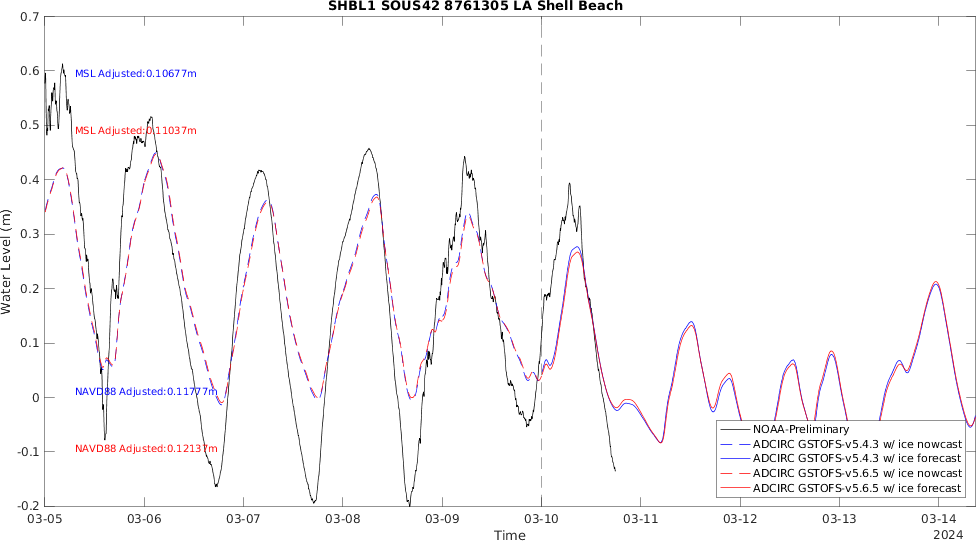 SHBL1 SOUS42 8761305 LA Shell Beach
0.7
0.6
0.5
0.4
0.3
0.2
0.1
0
-0.1
-0.2
Water Level (m)
MSL Adjusted:0.10677m
MSL Adjusted:0.11037m
NAVD88 Adjusted:0.11777m
NAVD88 Adjusted:0.12137m
NOAA-Preliminary
ADCIRC GSTOFS-v5.4.3 w/ ice nowcast
ADCIRC GSTOFS-v5.4.3 w/ ice forecast
ADCIRC GSTOFS-v5.6.5 w/ ice nowcast
ADCIRC GSTOFS-v5.6.5 w/ ice forecast
03-05 03-06 03-07 03-08 03-09 03-10 03-11 03-12 03-13 03-14
Time
2024